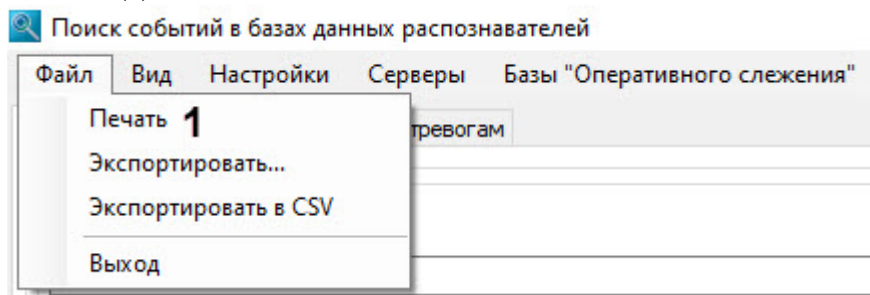 Поиск событий в базах данных распознавателей
Файл Вид Настройки Серверы Базы "Оперативного слежения"
Печать 1
тревогам
Экспортировать...
Экспортировать в CSV
Выход